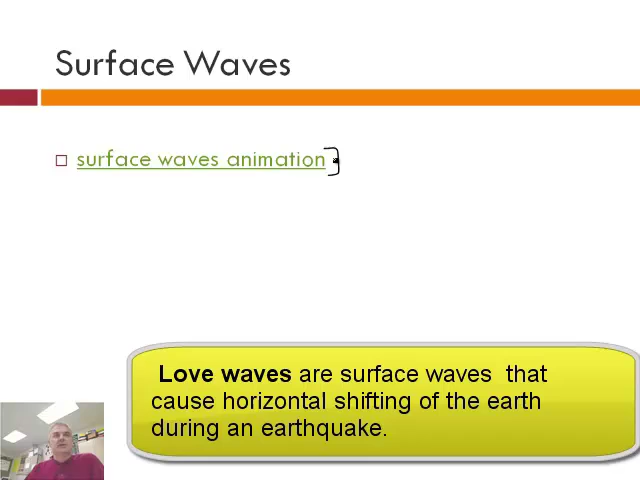 Surface Waves
surface waves animation
Love waves are surface waves that
cause horizontal shifting of the earth
during an earthquake.